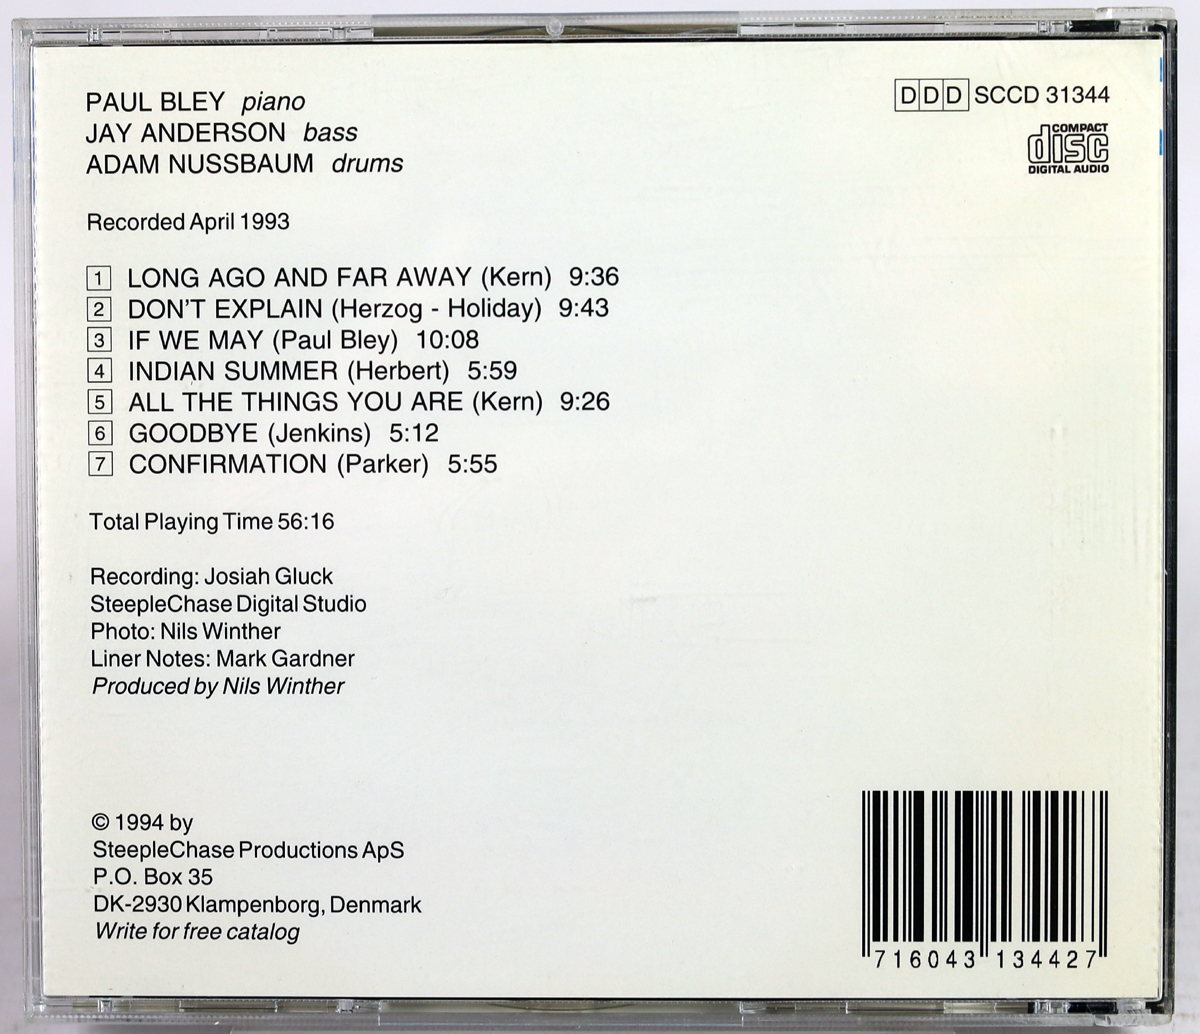 PAUL BLEY piano
JAY ANDERSON bass
ADAM NUSSBAUM drums
DDD SCCD 31344
COMPACT
disc
DIGITAL AUDIO
Recorded April 1993
1 LONG AGO AND FAR AWAY (Kern) 9:36
2 DON'T EXPLAIN (Herzog - Holiday) 9:43
3 IF WE MAY (Paul Bley) 10:08
4 INDIAN SUMMER (Herbert) 5:59
5 ALL THE THINGS YOU ARE (Kern) 9:26
6 GOODBYE (Jenkins) 5:12
7 CONFIRMATION (Parker) 5:55
Total Playing Time 56:16
Recording: Josiah Gluck
SteepleChase Digital Studio
Photo: Nils Winther
Liner Notes: Mark Gardner
Produced by Nils Winther
© 1994 by
SteepleChase Productions ApS
P.O. Box 35
DK-2930 Klampenborg, Denmark
Write for free catalog
716043 134427